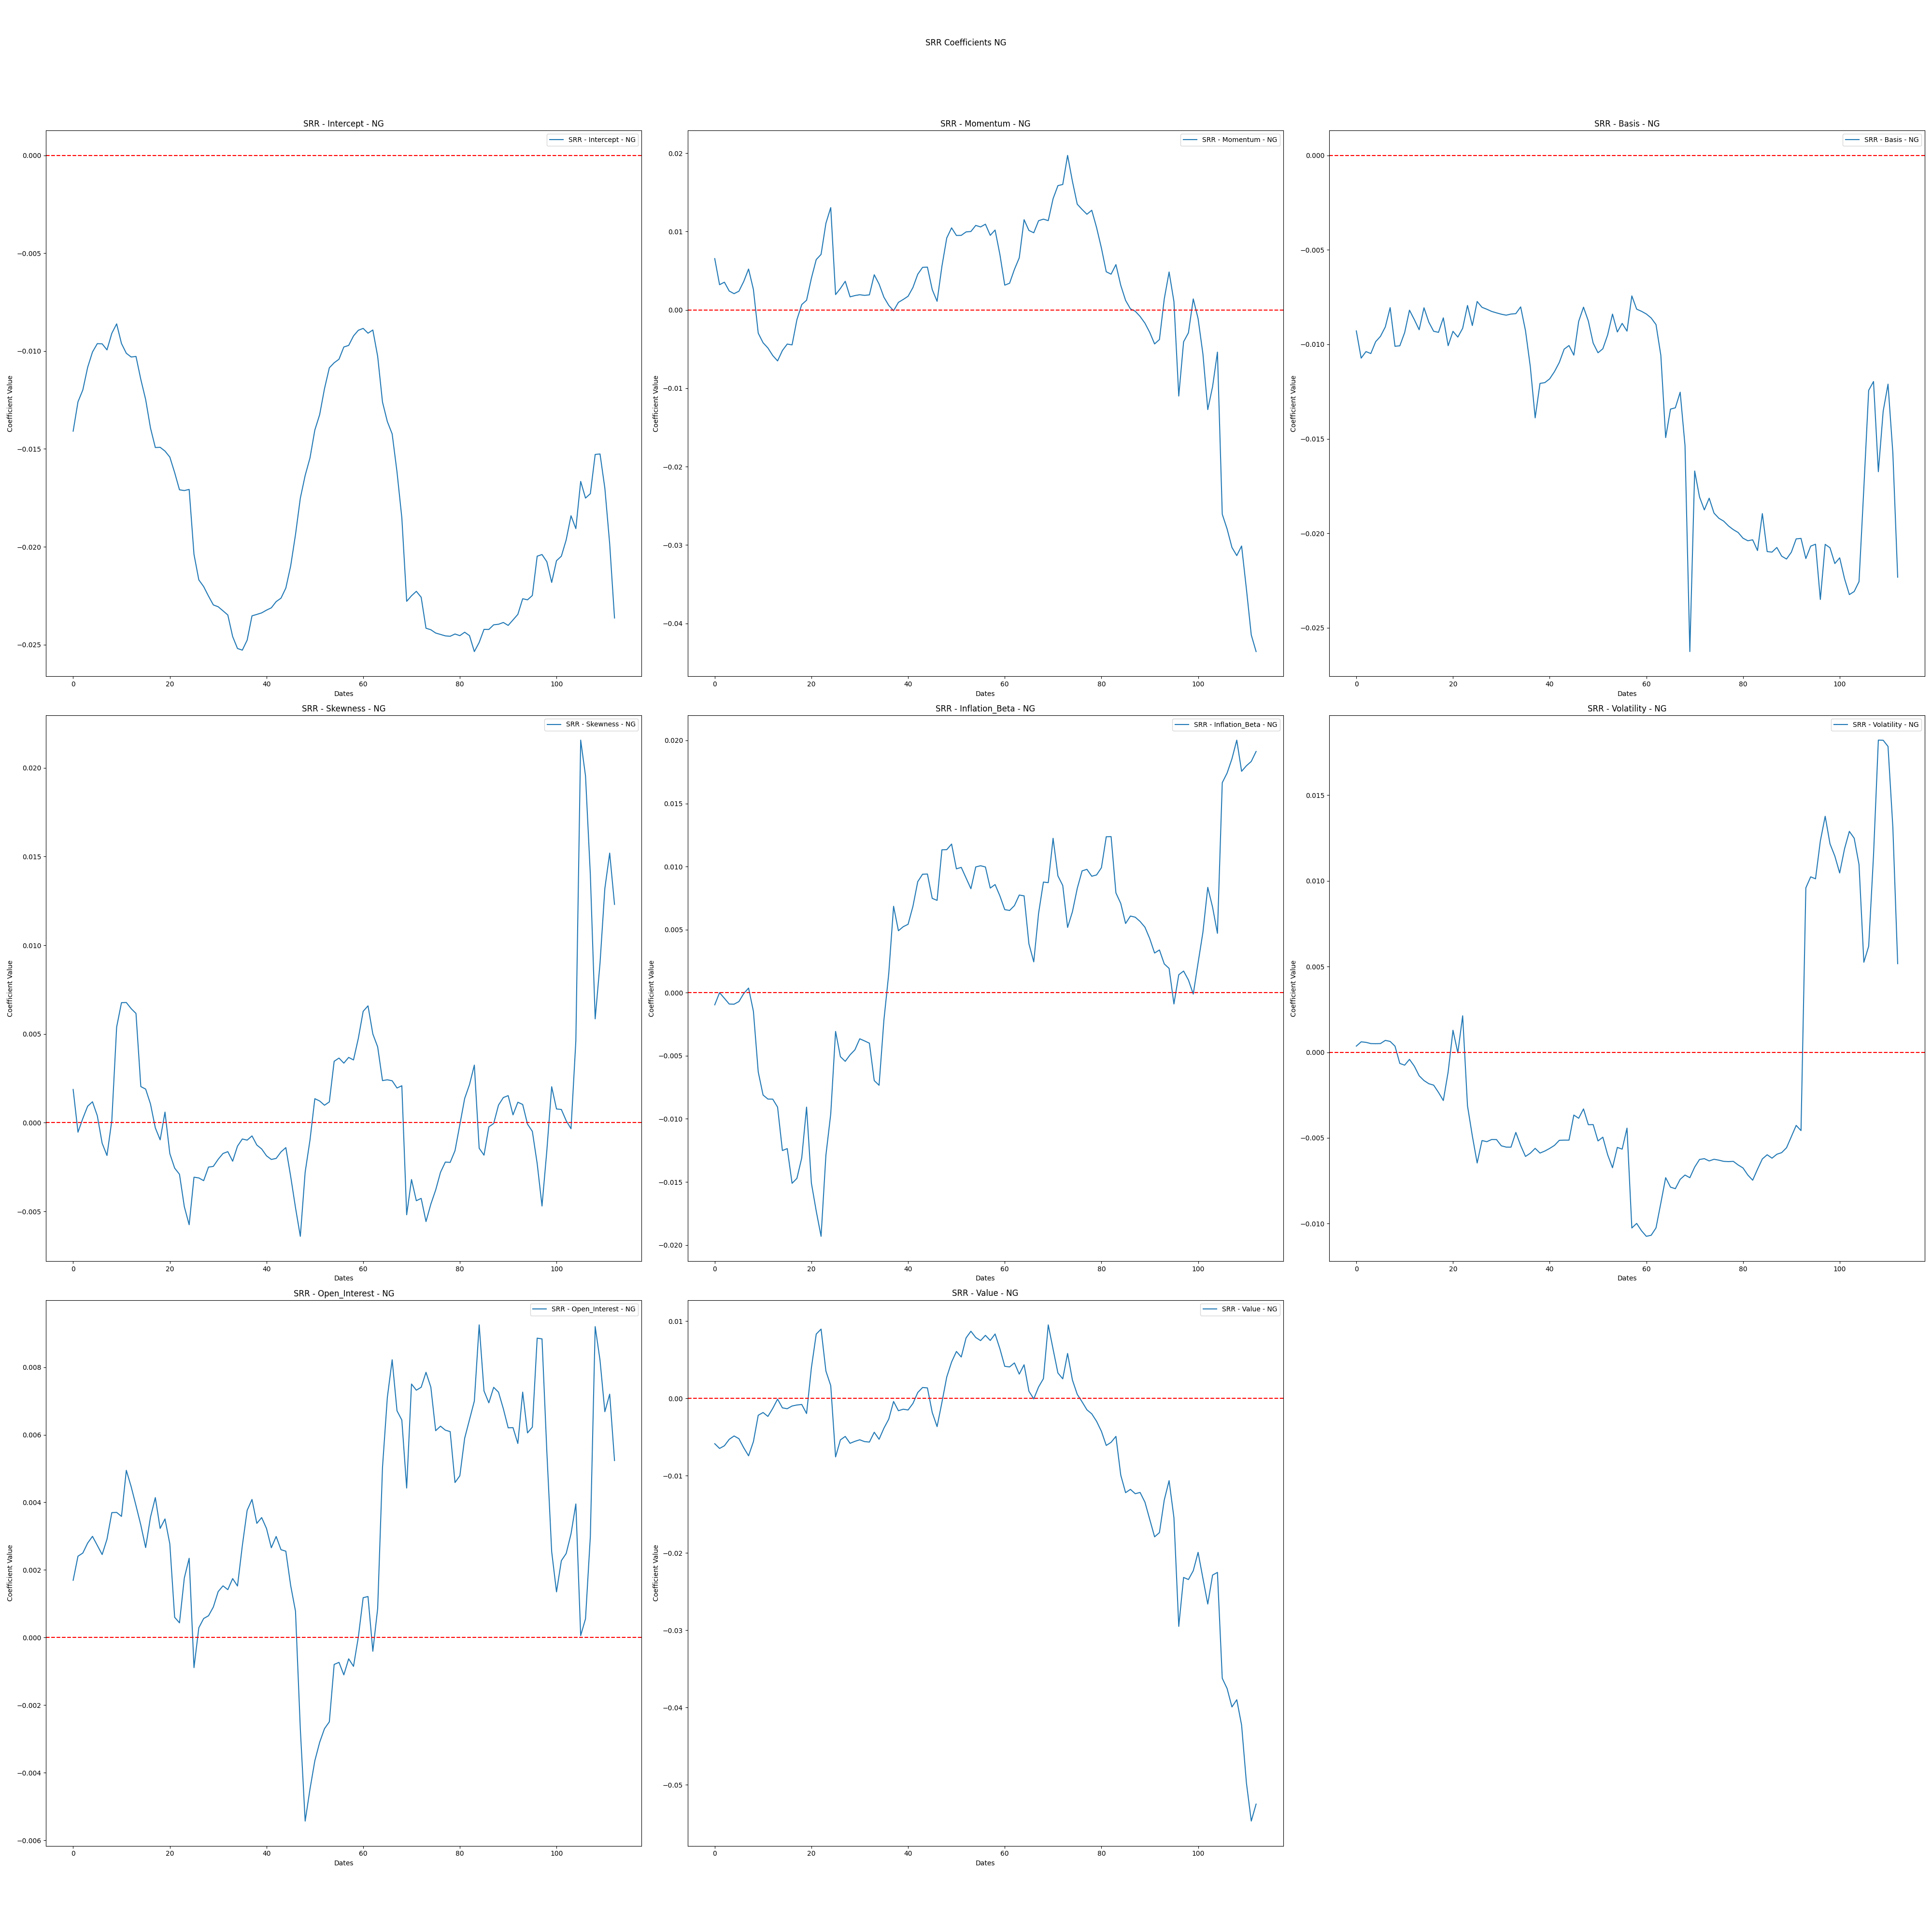 SRR Coefficients NG
SRR - Intercept - NG
SRR - Intercept - NG
0.000
−0.005
−0.010
−0.015
−0.020
−0.025
Coefficient Value
0 20 40 60 80 100
Dates
SRR - Momentum - NG
SRR - Momentum - NG
0.02
0.01
0.00
−0.01
−0.02
−0.03
−0.04
Coefficient Value
0 20 40 60 80 100
Dates
SRR - Basis - NG
SRR - Basis - NG
0.000
−0.005
−0.010
−0.015
−0.020
−0.025
Coefficient Value
0 20 40 60 80 100
Dates
SRR - Skewness - NG
SRR - Skewness - NG
0.020
0.015
0.010
0.005
0.000
−0.005
Coefficient Value
0 20 40 60 80 100
Dates
SRR - Inflation_Beta - NG
SRR - Inflation_Beta - NG
0.020
0.015
0.010
0.005
0.000
−0.005
−0.010
−0.015
−0.020
Coefficient Value
0 20 40 60 80 100
Dates
SRR - Volatility - NG
SRR - Volatility - NG
0.015
0.010
0.005
0.000
−0.005
−0.010
Coefficient Value
0 20 40 60 80 100
Dates
SRR - Open_Interest - NG
SRR - Open_Interest - NG
0.008
0.006
0.004
0.002
0.000
−0.002
−0.004
−0.006
Coefficient Value
0 20 40 60 80 100
Dates
SRR - Value - NG
SRR - Value - NG
0.01
0.00
−0.01
−0.02
−0.03
−0.04
−0.05
Coefficient Value
0 20 40 60 80 100
Dates